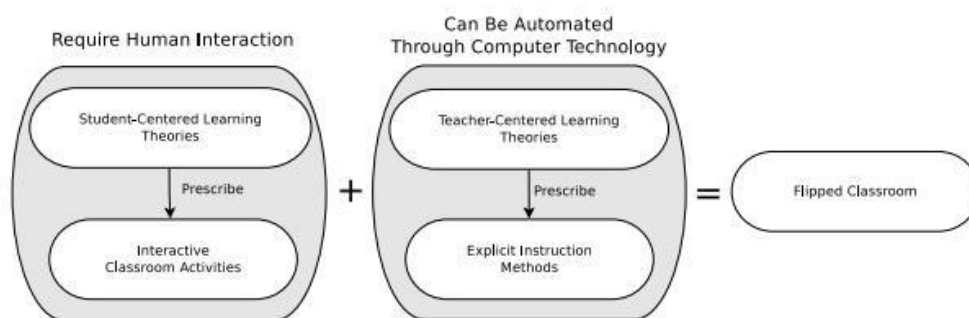 Require Human Interaction
Can Be Automated
Through Computer Technology
Student-Centered Learning
Theories
Prescribe
Interactive
Classroom Activities
+
Teacher-Centered Learning
Theories
Prescribe
Explicit Instruction
Methods
=
Flipped Classroom